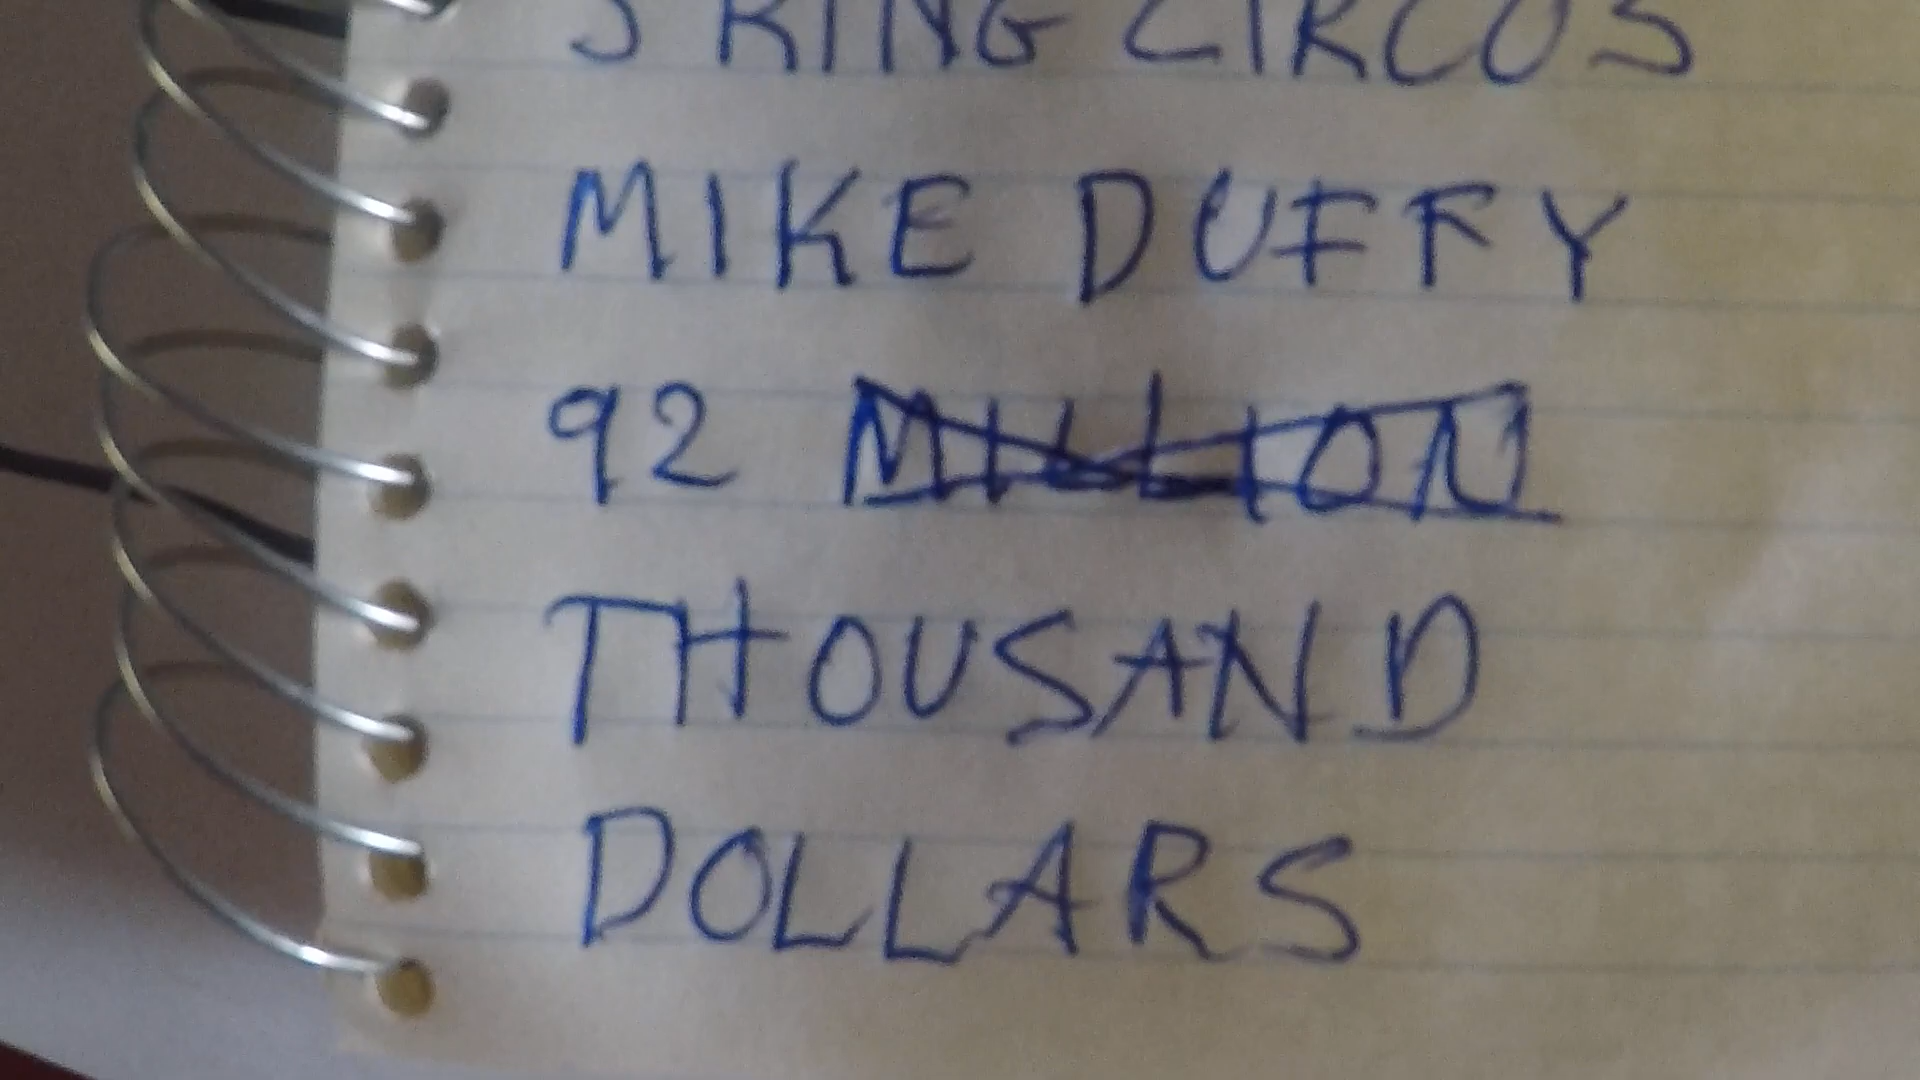 3 RING CIRCUS
MIKE DUFFY
92 MILLION
THOUSAND
DOLLARS